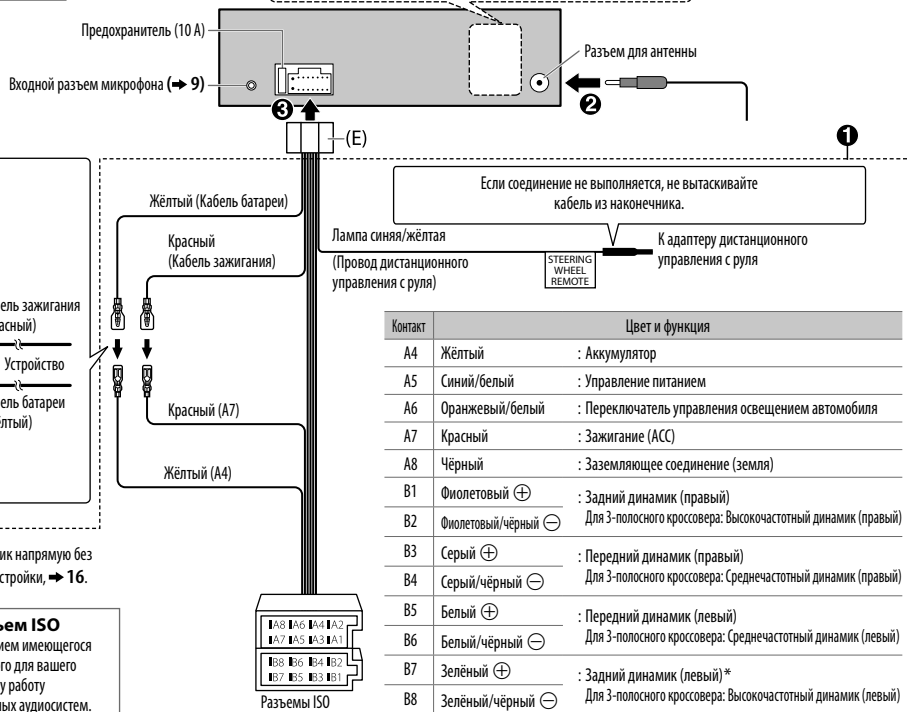 Предохранитель (10 А)
Разъем для антенны
Входной разъем микрофона (➡ 9)
❸
❷
❶
(E)
Если соединение не выполняется, не вытаскивайте
кабель из наконечника.
Жёлтый (Кабель батареи)
Красный
(Кабель зажигания)
Лампа синяя/жёлтая
(Провод дистанционного
управления с руля)
STEERING
WHEEL
REMOTE
К адаптеру дистанционного
управления с руля
ель зажигания
асный)
Устройство
ель батареи
лтый)
Красный (A7)
Жёлтый (A4)
Контакт Цвет и функция
A4 Жёлтый : Аккумулятор
A5 Синий/белый : Управление питанием
A6 Оранжевый/белый : Переключатель управления освещением автомобиля
A7 Красный : Зажигание (ACC)
A8 Чёрный : Заземляющее соединение (земля)
B1 Фиолетовый ⊕ : Задний динамик (правый)
B2 Фиолетовый/чёрный ⊖ Для 3-полосного кроссовера: Высокочастотный динамик (правый)
B3 Серый ⊕ : Передний динамик (правый)
B4 Серый/чёрный ⊖ Для 3-полосного кроссовера: Среднечастотный динамик (правый)
B5 Белый ⊕ : Передний динамик (левый)
B6 Белый/чёрный ⊖ Для 3-полосного кроссовера: Среднечастотный динамик (левый)
B7 Зелёный ⊕ : Задний динамик (левый)*
B8 Зелёный/чёрный ⊖ Для 3-полосного кроссовера: Высокочастотный динамик (левый)
ик напрямую без
стройки, ➡ 16.
ъем ISO
ием имеющегося
го для вашего
у работу
ных аудиосистем.
A8 A6 A4 A2
A7 A5 A3 A1
B8 B6 B4 B2
B7 B5 B3 B1
Разъемы ISO